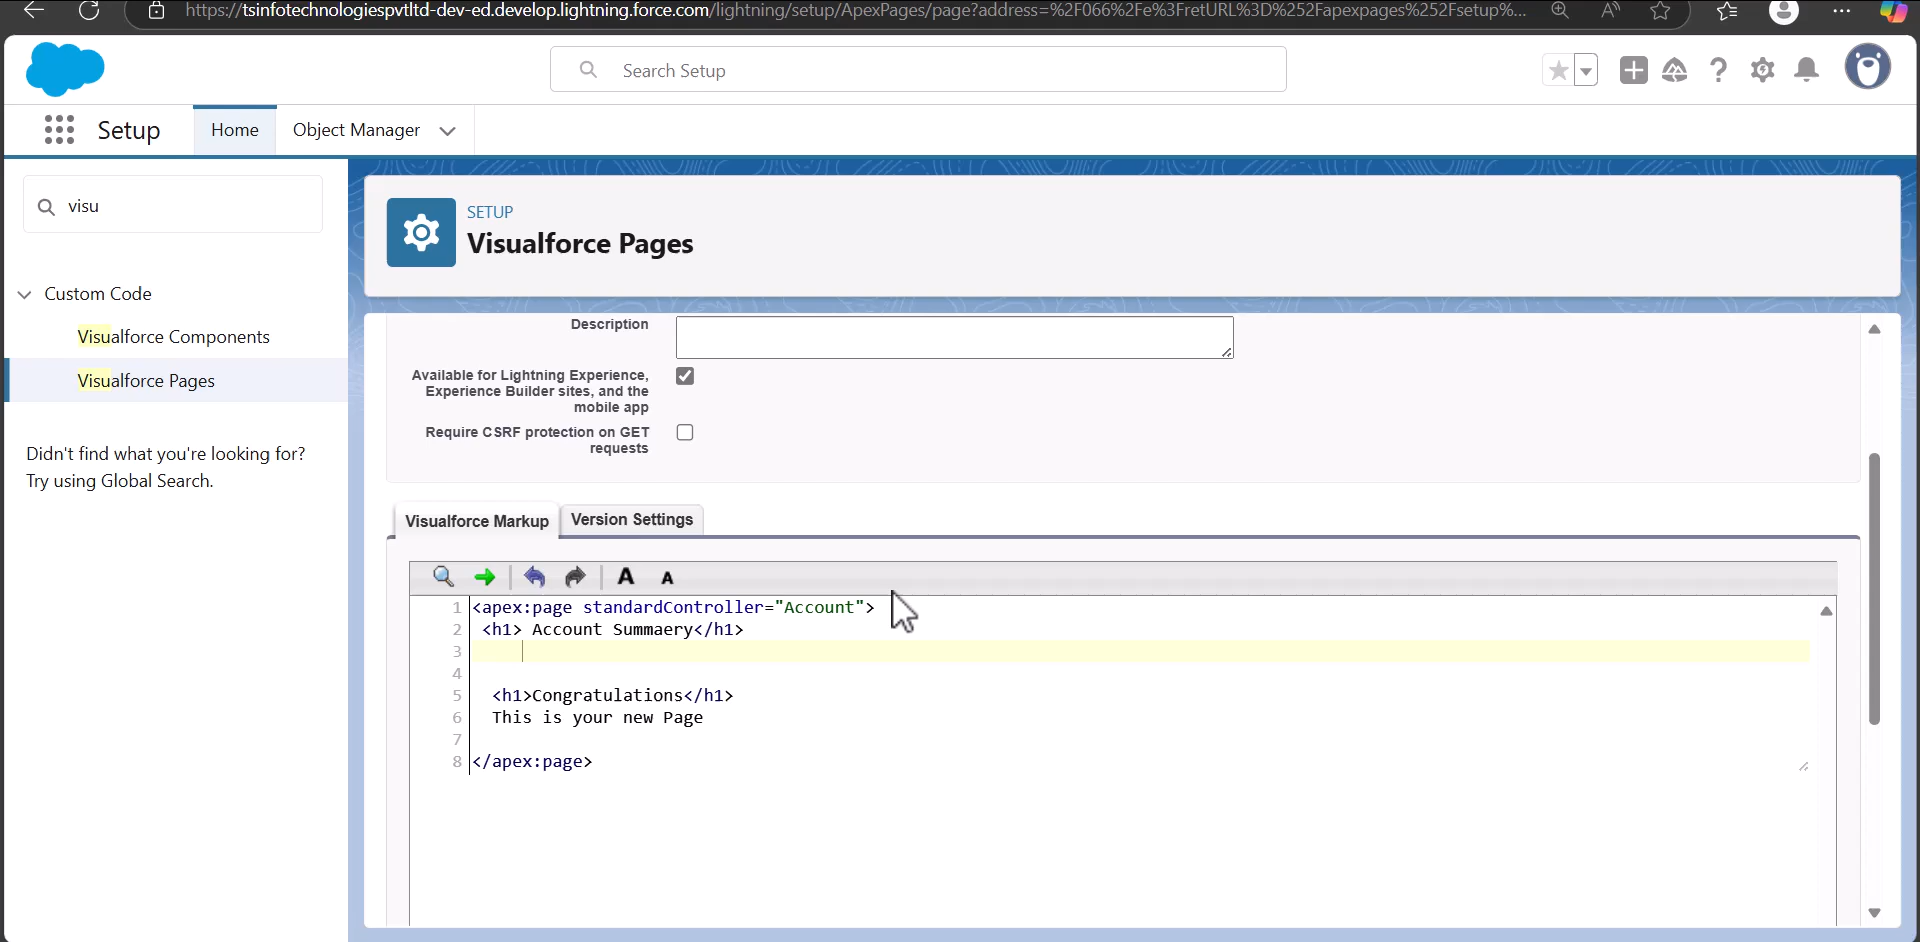 https://tsinfotechnologiespvtltd-dev-ed.develop.lightning.force.com/lightning/setup/ApexPages/page?address=%2F066%2Fe%3FretURL%3D%252Fapexpages%252Fsetup%...
Search Setup
Setup
Home
Object Manager
visu
Custom Code
Visualforce Components
Visualforce Pages
Didn't find what you're looking for?
Try using Global Search.
SETUP
Visualforce Pages
Description
Available for Lightning Experience,
Experience Builder sites, and the
mobile app
Require CSRF protection on GET
requests
Visualforce Markup
Version Settings
A A
1 <apex:page standardController="Account">
2 <h1> Account Summaery</h1>
3
4
5 <h1>Congratulations</h1>
6 This is your new Page
7
8 </apex:page>